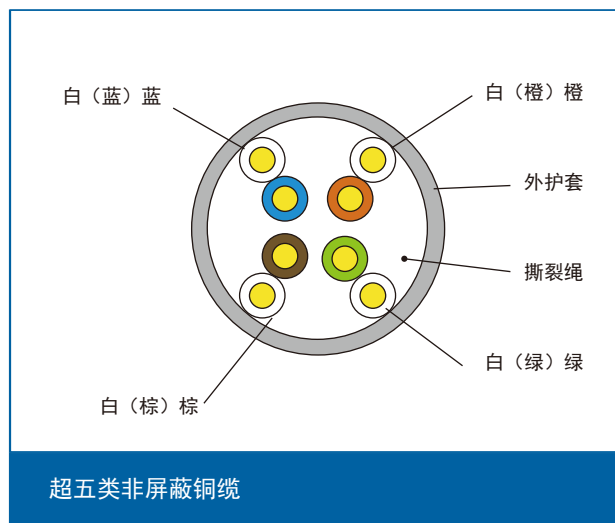 白（蓝）蓝
白（橙）橙
外护套
撕裂绳
白（绿）绿
白（棕）棕
超五类非屏蔽铜缆